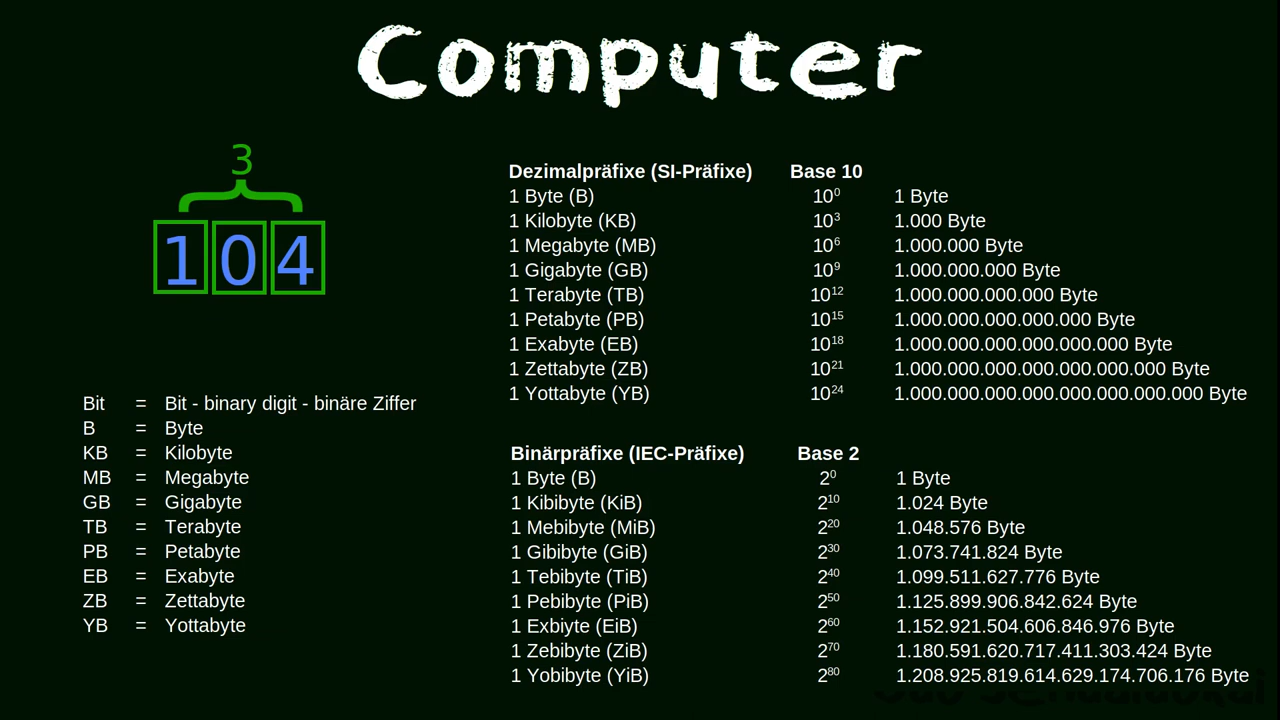 Computer
3
1 0 4
Bit = Bit - binary digit - binäre Ziffer
B = Byte
KB = Kilobyte
MB = Megabyte
GB = Gigabyte
TB = Terabyte
PB = Petabyte
EB = Exabyte
ZB = Zettabyte
YB = Yottabyte
Dezimalpräfixe (SI-Präfixe) Base 10
1 Byte (B) 10⁰ 1 Byte
1 Kilobyte (KB) 10³ 1.000 Byte
1 Megabyte (MB) 10⁶ 1.000.000 Byte
1 Gigabyte (GB) 10⁹ 1.000.000.000 Byte
1 Terabyte (TB) 10¹² 1.000.000.000.000 Byte
1 Petabyte (PB) 10¹⁵ 1.000.000.000.000.000 Byte
1 Exabyte (EB) 10¹⁸ 1.000.000.000.000.000.000 Byte
1 Zettabyte (ZB) 10²¹ 1.000.000.000.000.000.000.000 Byte
1 Yottabyte (YB) 10²⁴ 1.000.000.000.000.000.000.000.000 Byte
Binärpräfixe (IEC-Präfixe) Base 2
1 Byte (B) 2⁰ 1 Byte
1 Kibibyte (KiB) 2¹⁰ 1.024 Byte
1 Mebibyte (MiB) 2²⁰ 1.048.576 Byte
1 Gibibyte (GiB) 2³⁰ 1.073.741.824 Byte
1 Tebibyte (TiB) 2⁴⁰ 1.099.511.627.776 Byte
1 Pebibyte (PiB) 2⁵⁰ 1.125.899.906.842.624 Byte
1 Exbiyte (EiB) 2⁶⁰ 1.152.921.504.606.846.976 Byte
1 Zebibyte (ZiB) 2⁷⁰ 1.180.591.620.717.411.303.424 Byte
1 Yobibyte (YiB) 2⁸⁰ 1.208.925.819.614.629.174.706.176 Byte